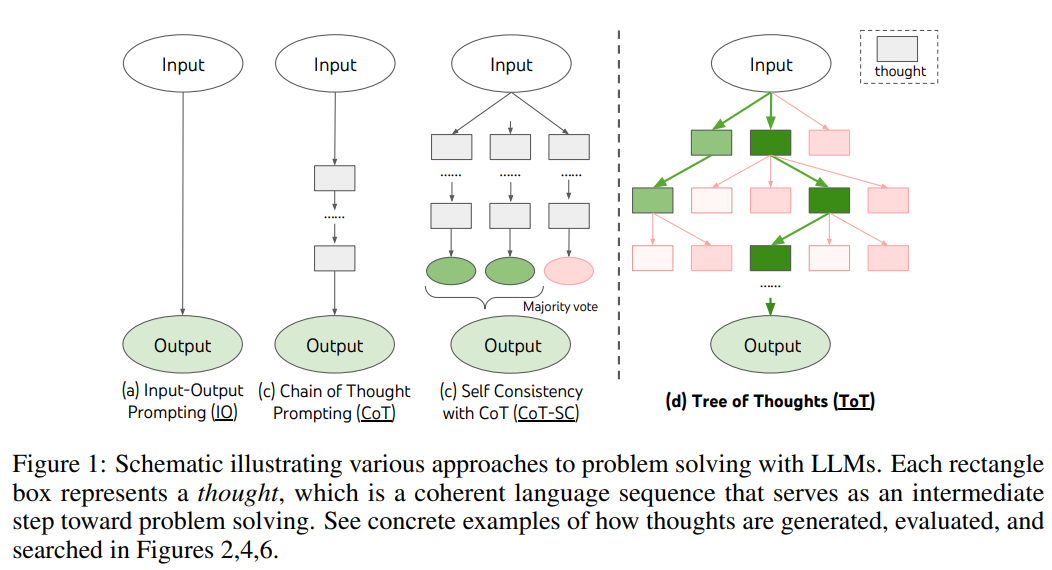 Input
Input
Input
Input
thought
......
......
......
......
......
Majority vote
Output
Output
Output
Output
(a) Input-Output
Prompting (IO)
(c) Chain of Thought
Prompting (CoT)
(c) Self Consistency
with CoT (CoT-SC)
(d) Tree of Thoughts (ToT)
Figure 1: Schematic illustrating various approaches to problem solving with LLMs. Each rectangle
box represents a thought, which is a coherent language sequence that serves as an intermediate
step toward problem solving. See concrete examples of how thoughts are generated, evaluated, and
searched in Figures 2,4,6.